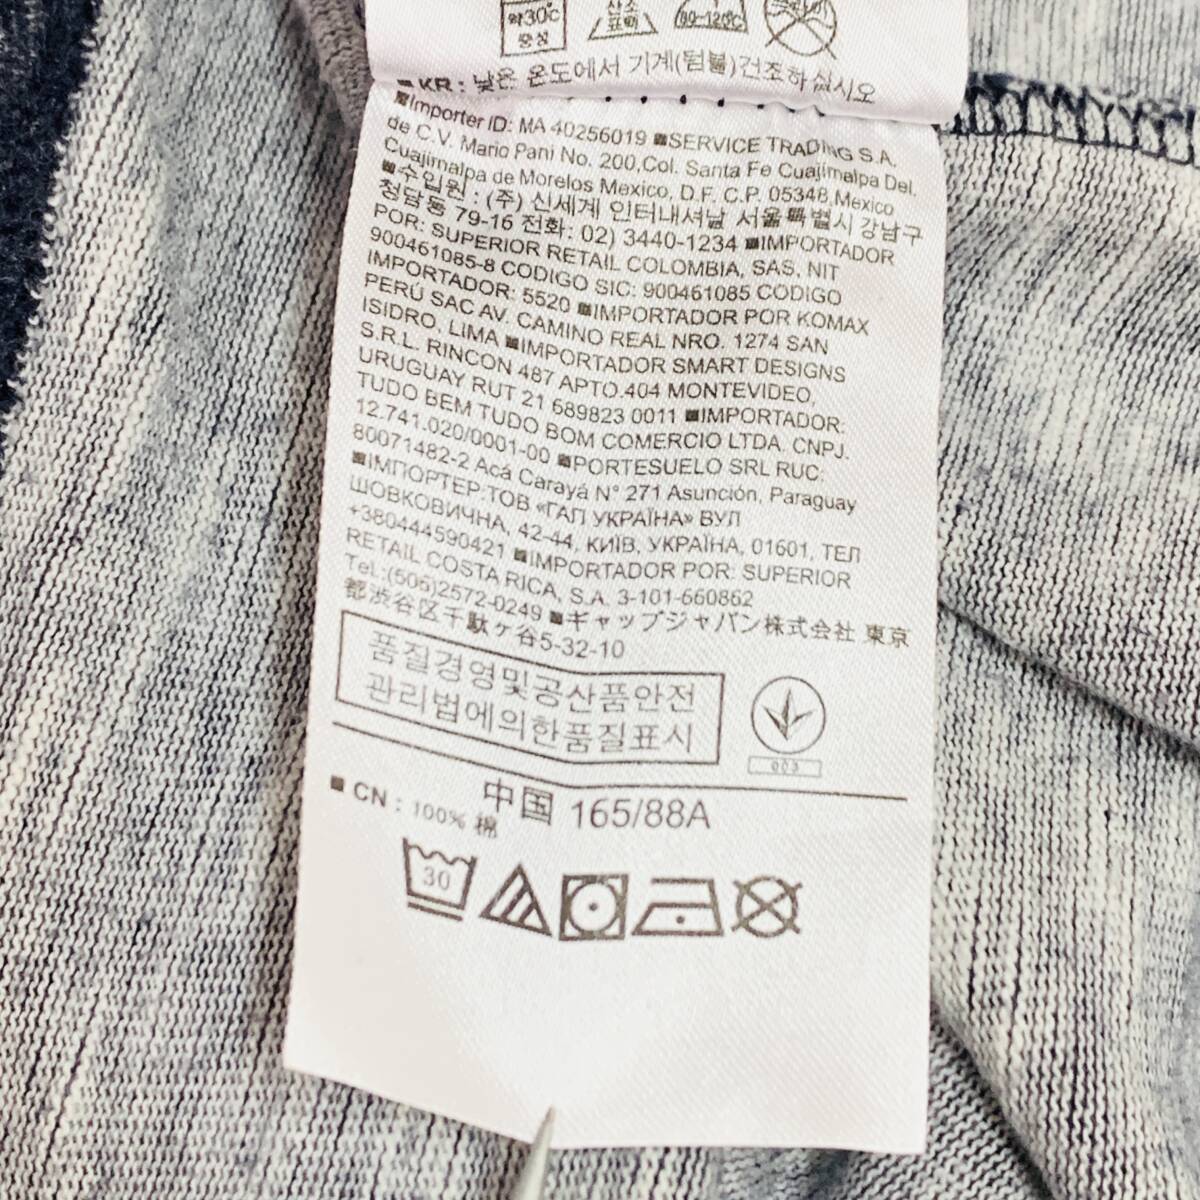 약30℃
중성
산소
표백
80~120℃
■KR : 낮은 온도에서 기계(텀블)건조하십시오
■Importer ID: MA 40256019 ■SERVICE TRADING S.A.
de C.V. Mario Pani No. 200,Col. Santa Fe Cuajimalpa Del.
Cuajimalpa de Morelos Mexico, D.F. C.P. 05348,Mexico
■수입원 : (주) 신세계 인터내셔날 서울특별시 강남구
청담동 79-16 전화: 02) 3440-1234 ■IMPORTADOR
POR: SUPERIOR RETAIL COLOMBIA, SAS, NIT
900461085-8 CODIGO SIC: 900461085 CODIGO
IMPORTADOR: 5520 ■IMPORTADOR POR KOMAX
PERÚ SAC AV. CAMINO REAL NRO. 1274 SAN
ISIDRO, LIMA ■IMPORTADOR SMART DESIGNS
S.R.L. RINCON 487 APTO.404 MONTEVIDEO,
URUGUAY RUT 21 689823 0011 ■IMPORTADOR:
TUDO BEM TUDO BOM COMERCIO LTDA. CNPJ.
12.741.020/0001-00 ■PORTESUELO SRL RUC:
80071482-2 Acá Carayá N° 271 Asunción, Paraguay
■ІМПОРТЕР:ТОВ «ГАП УКРАЇНА» ВУЛ
ШОВКОВИЧНА, 42-44, КИЇВ, УКРАЇНА, 01601, ТЕЛ
+380444590421 ■IMPORTADOR POR: SUPERIOR
RETAIL COSTA RICA, S.A. 3-101-660862
Tel.:(506)2572-0249 ■ギャップジャパン株式会社 東京
都渋谷区千駄ヶ谷5-32-10
품질경영및공산품안전
관리법에의한품질표시
003
中国 165/88A
■ CN : 100% 棉
30